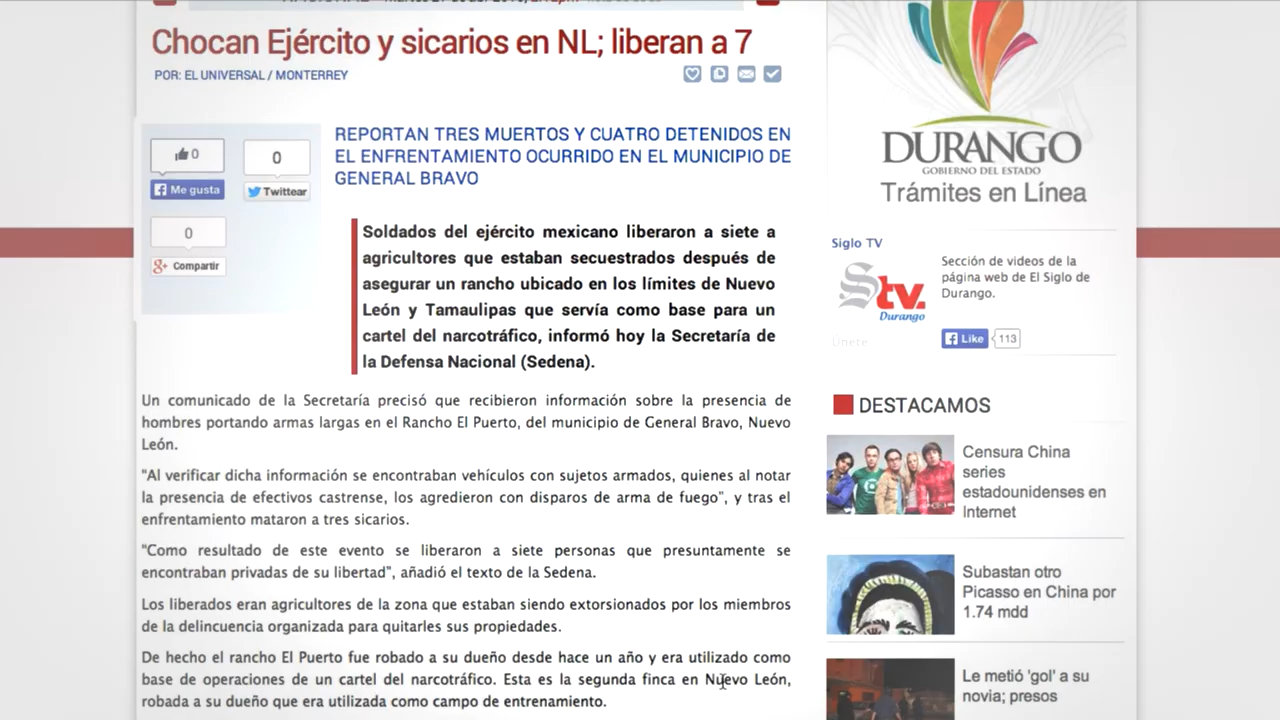 Chocan Ejército y sicarios en NL; liberan a 7
POR: EL UNIVERSAL / MONTERREY
0
Me gusta
0
Twittear
0
Compartir
REPORTAN TRES MUERTOS Y CUATRO DETENIDOS EN
EL ENFRENTAMIENTO OCURRIDO EN EL MUNICIPIO DE
GENERAL BRAVO
Soldados del ejército mexicano liberaron a siete a
agricultores que estaban secuestrados después de
asegurar un rancho ubicado en los límites de Nuevo
León y Tamaulipas que servía como base para un
cartel del narcotráfico, informó hoy la Secretaría de
la Defensa Nacional (Sedena).
Un comunicado de la Secretaría precisó que recibieron información sobre la presencia de
hombres portando armas largas en el Rancho El Puerto, del municipio de General Bravo, Nuevo
León.
"Al verificar dicha información se encontraban vehículos con sujetos armados, quienes al notar
la presencia de efectivos castrense, los agredieron con disparos de arma de fuego", y tras el
enfrentamiento mataron a tres sicarios.
"Como resultado de este evento se liberaron a siete personas que presuntamente se
encontraban privadas de su libertad", añadió el texto de la Sedena.
Los liberados eran agricultores de la zona que estaban siendo extorsionados por los miembros
de la delincuencia organizada para quitarles sus propiedades.
De hecho el rancho El Puerto fue robado a su dueño desde hace un año y era utilizado como
base de operaciones de un cartel del narcotráfico. Esta es la segunda finca en Nuevo León,
robada a su dueño que era utilizada como campo de entrenamiento.
DURANGO
GOBIERNO DEL ESTADO
Trámites en Línea
Siglo TV
Stv.
Durango
Sección de videos de la
página web de El Siglo de
Durango.
Like
113
Únete
DESTACAMOS
Censura China
series
estadounidenses en
Internet
Subastan otro
Picasso en China por
1.74 mdd
Le metió 'gol' a su
novia; presos